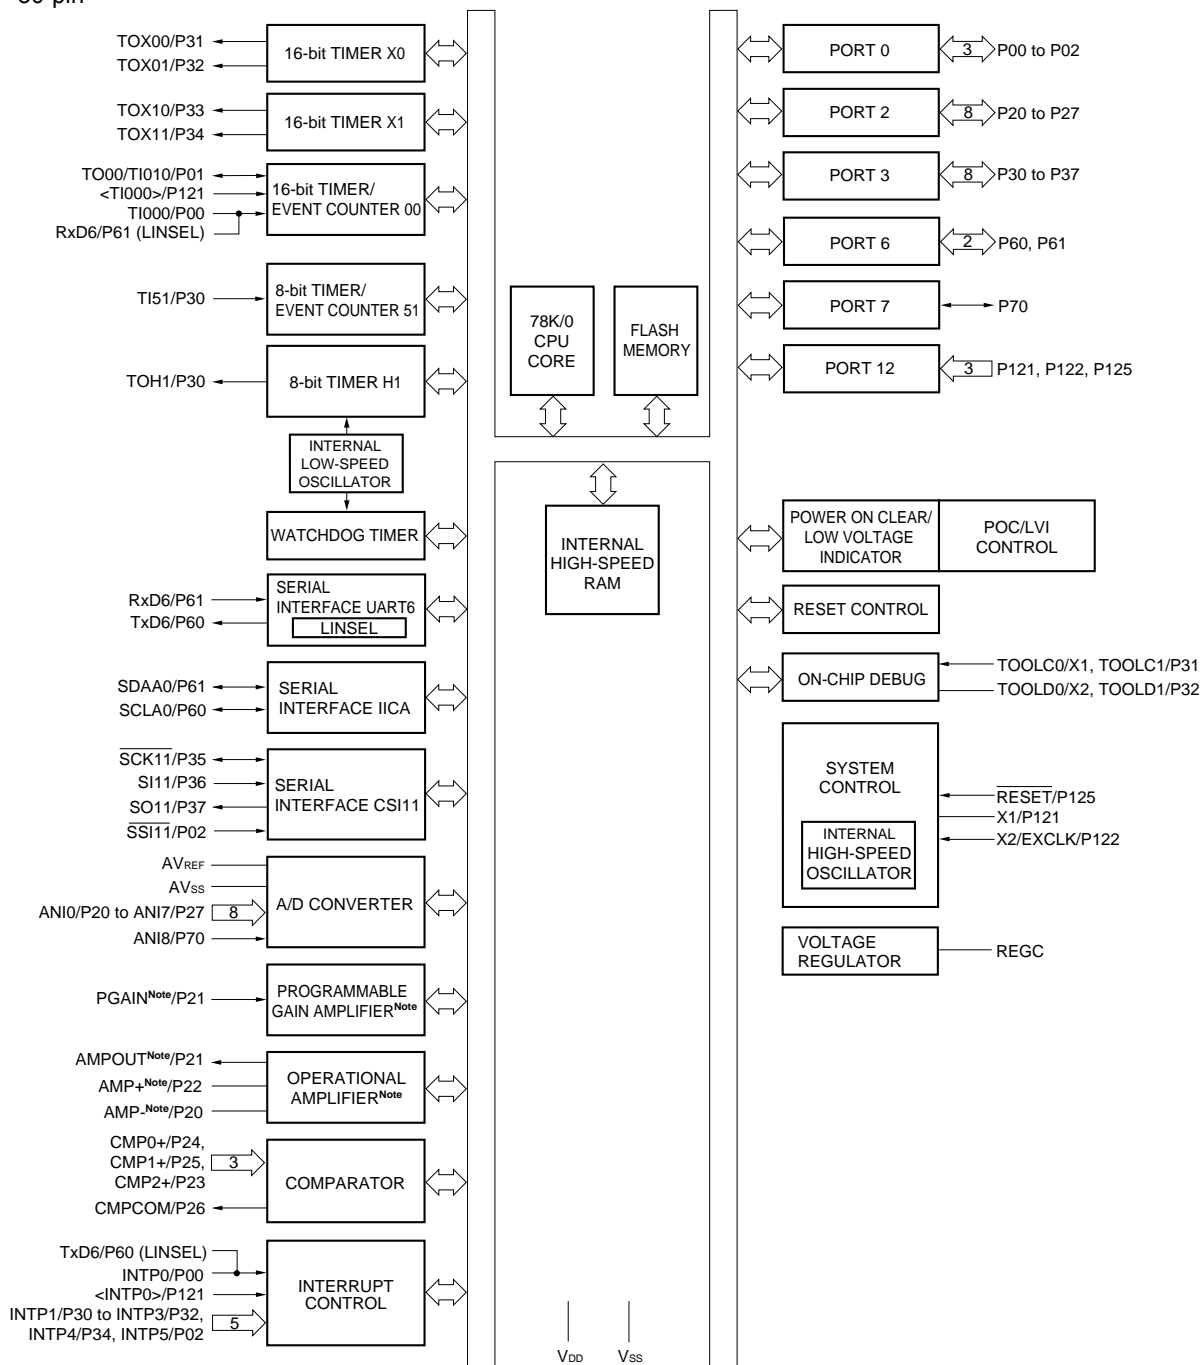 TOX00/P31
TOX01/P32
16-bit TIMER X0
TOX10/P33
TOX11/P34
16-bit TIMER X1
TO00/TI010/P01
<TI000>/P121
TI000/P00
RxD6/P61 (LINSEL)
16-bit TIMER/
EVENT COUNTER 00
TI51/P30
8-bit TIMER/
EVENT COUNTER 51
TOH1/P30
8-bit TIMER H1
INTERNAL
LOW-SPEED
OSCILLATOR
WATCHDOG TIMER
RxD6/P61
TxD6/P60
SERIAL
INTERFACE UART6
LINSEL
SDAA0/P61
SCLA0/P60
SERIAL
INTERFACE IICA
SCK11/P35
SI11/P36
SO11/P37
SSI11/P02
SERIAL
INTERFACE CSI11
AVREF
AVSS
ANI0/P20 to ANI7/P27
8
ANI8/P70
A/D CONVERTER
PGAINNote/P21
PROGRAMMABLE
GAIN AMPLIFIERNote
AMPOUTNote/P21
AMP+Note/P22
AMP-Note/P20
OPERATIONAL
AMPLIFIERNote
CMP0+/P24,
CMP1+/P25,
CMP2+/P23
3
CMPCOM/P26
COMPARATOR
TxD6/P60 (LINSEL)
INTP0/P00
<INTP0>/P121
INTP1/P30 to INTP3/P32,
INTP4/P34, INTP5/P02
5
INTERRUPT
CONTROL
78K/0
CPU
CORE
FLASH
MEMORY
INTERNAL
HIGH-SPEED
RAM
VDD
VSS
PORT 0
3
P00 to P02
PORT 2
8
P20 to P27
PORT 3
8
P30 to P37
PORT 6
2
P60, P61
PORT 7
P70
PORT 12
3
P121, P122, P125
POWER ON CLEAR/
LOW VOLTAGE
INDICATOR
POC/LVI
CONTROL
RESET CONTROL
ON-CHIP DEBUG
TOOLC0/X1, TOOLC1/P31
TOOLD0/X2, TOOLD1/P32
SYSTEM
CONTROL
INTERNAL
HIGH-SPEED
OSCILLATOR
RESET/P125
X1/P121
X2/EXCLK/P122
VOLTAGE
REGULATOR
REGC